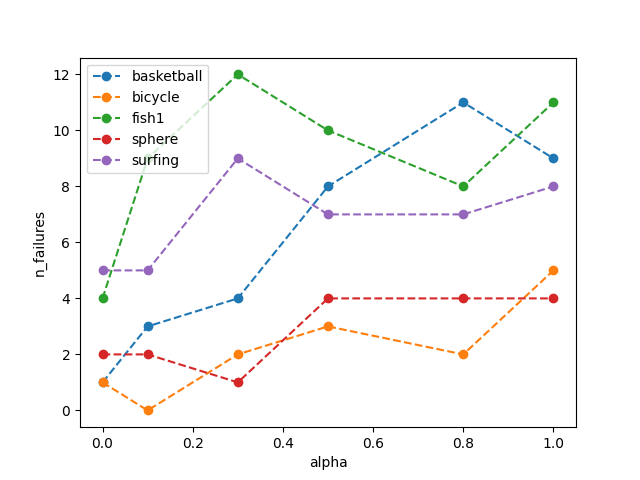 basketball
bicycle
fish1
sphere
surfing
12
10
8
6
4
2
0
n_failures
0.0 0.2 0.4 0.6 0.8 1.0
alpha